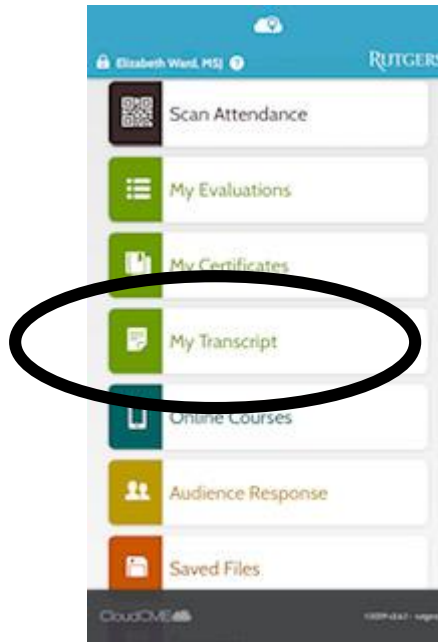 Elizabeth Ward, MSJ ?
RUTGERS
Scan Attendance
My Evaluations
My Certificates
My Transcript
Online Courses
Audience Response
Saved Files
CloudCME